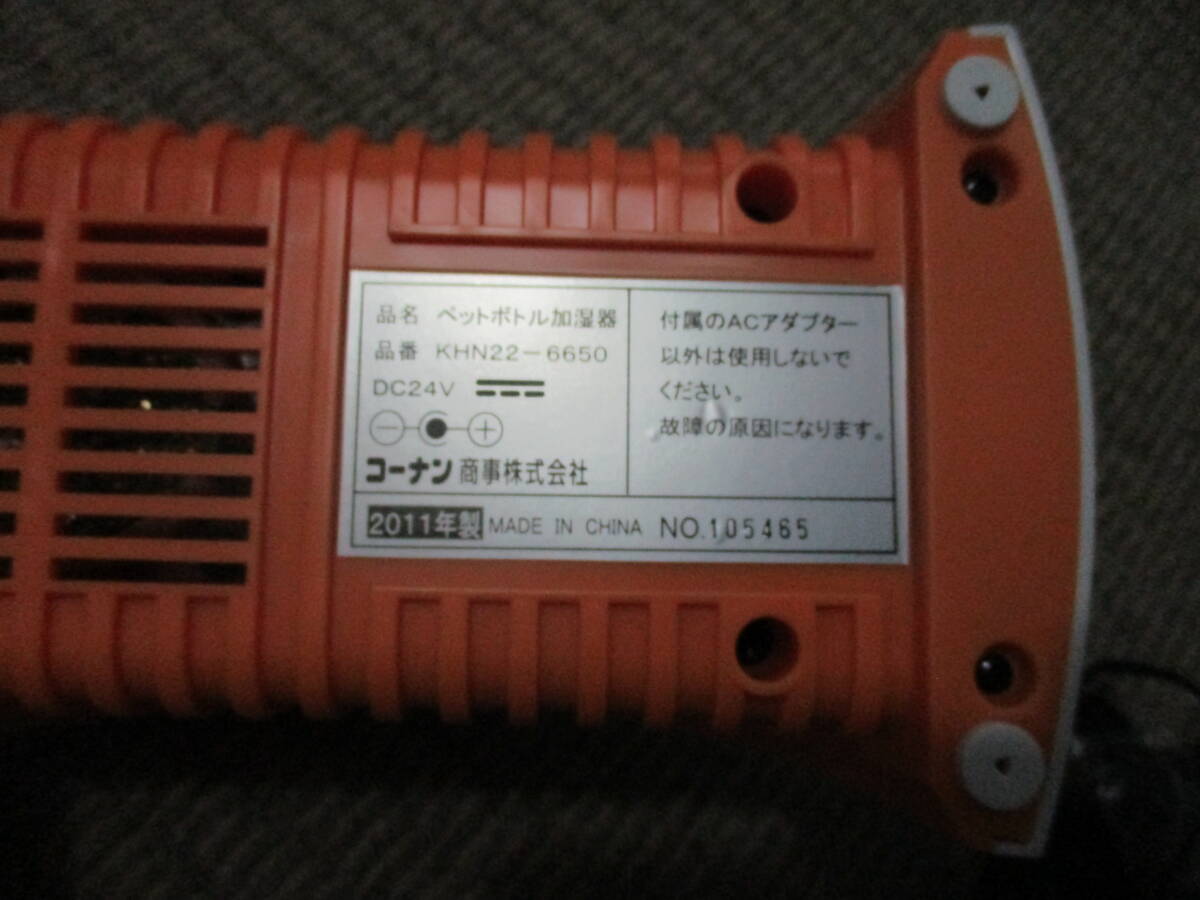 品名 ペットボトル加湿器
品番 KHN22-6650
DC24V
コーナン商事株式会社
付属のACアダプター
以外は使用しないで
ください。
故障の原因になります。
2011年製 MADE IN CHINA NO.105465